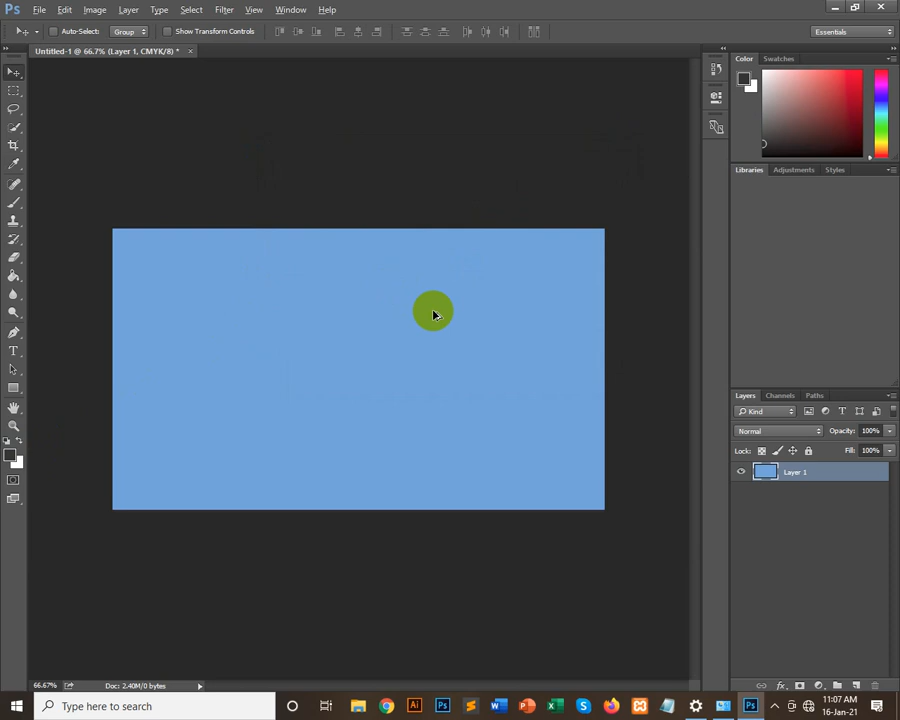 Ps File Edit Image Layer Type Select Filter View Window Help
Auto-Select: Group Show Transform Controls Essentials
Untitled-1 @ 66.7% (Layer 1, CMYK/8) * ×
Color Swatches
Libraries Adjustments Styles
Layers Channels Paths
Kind
Normal Opacity: 100%
Lock: Fill: 100%
Layer 1
T
66.67% Doc: 2.40M/0 bytes
fx
Type here to search
Ai Ps
11:07 AM
16-Jan-21